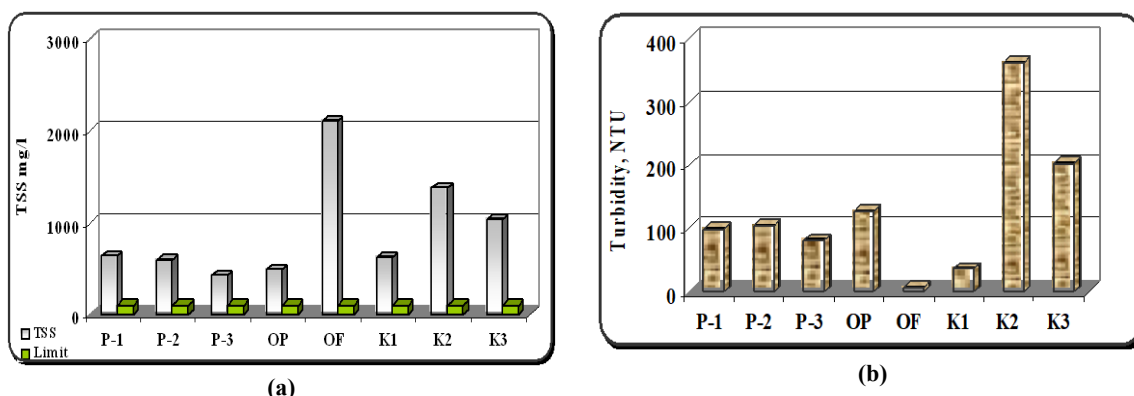 3000
2000
1000
0
TSS mg/l
P-1 P-2 P-3 OP OF K1 K2 K3
TSS
Limit
(a)
400
300
200
100
0
Turbidity, NTU
P-1 P-2 P-3 OP OF K1 K2 K3
(b)